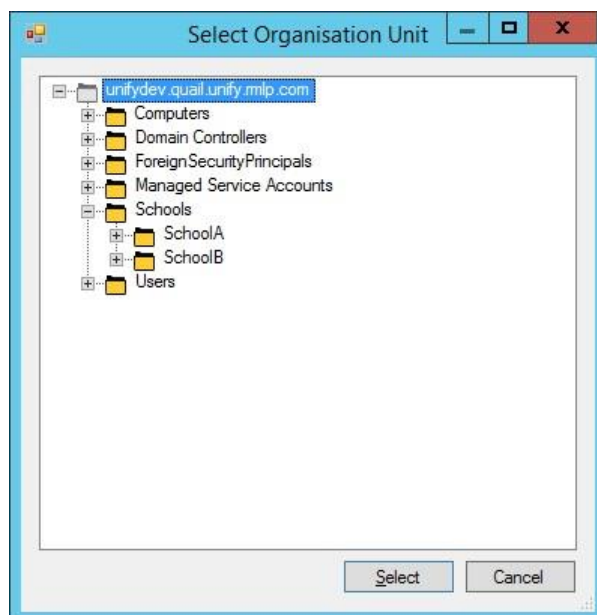 Select Organisation Unit
unifydev.quail.unify.rmlp.com
Computers
Domain Controllers
ForeignSecurityPrincipals
Managed Service Accounts
Schools
SchoolA
SchoolB
Users
Select
Cancel